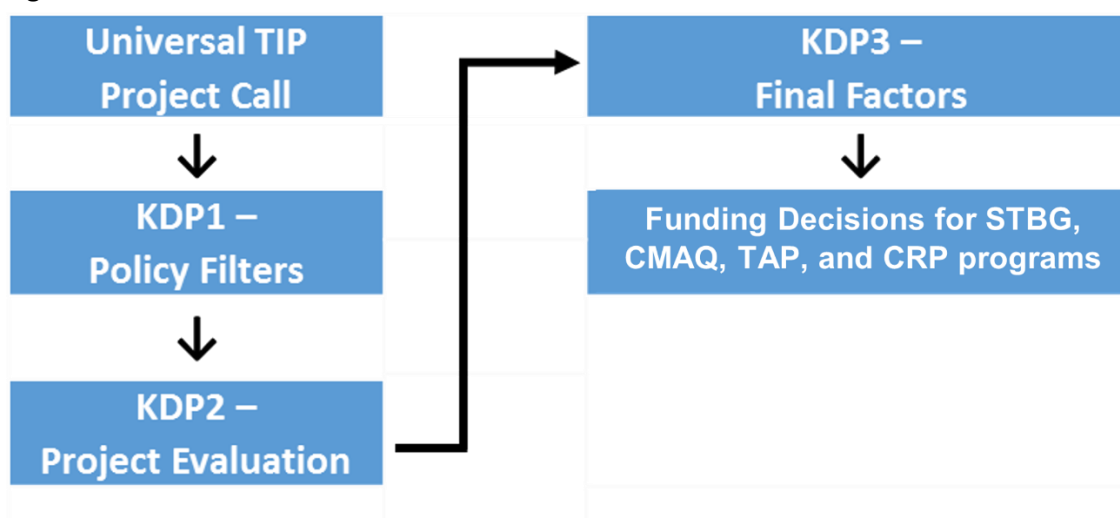 Universal TIP
Project Call
KDP1 –
Policy Filters
KDP2 –
Project Evaluation
KDP3 –
Final Factors
Funding Decisions for STBG,
CMAQ, TAP, and CRP programs